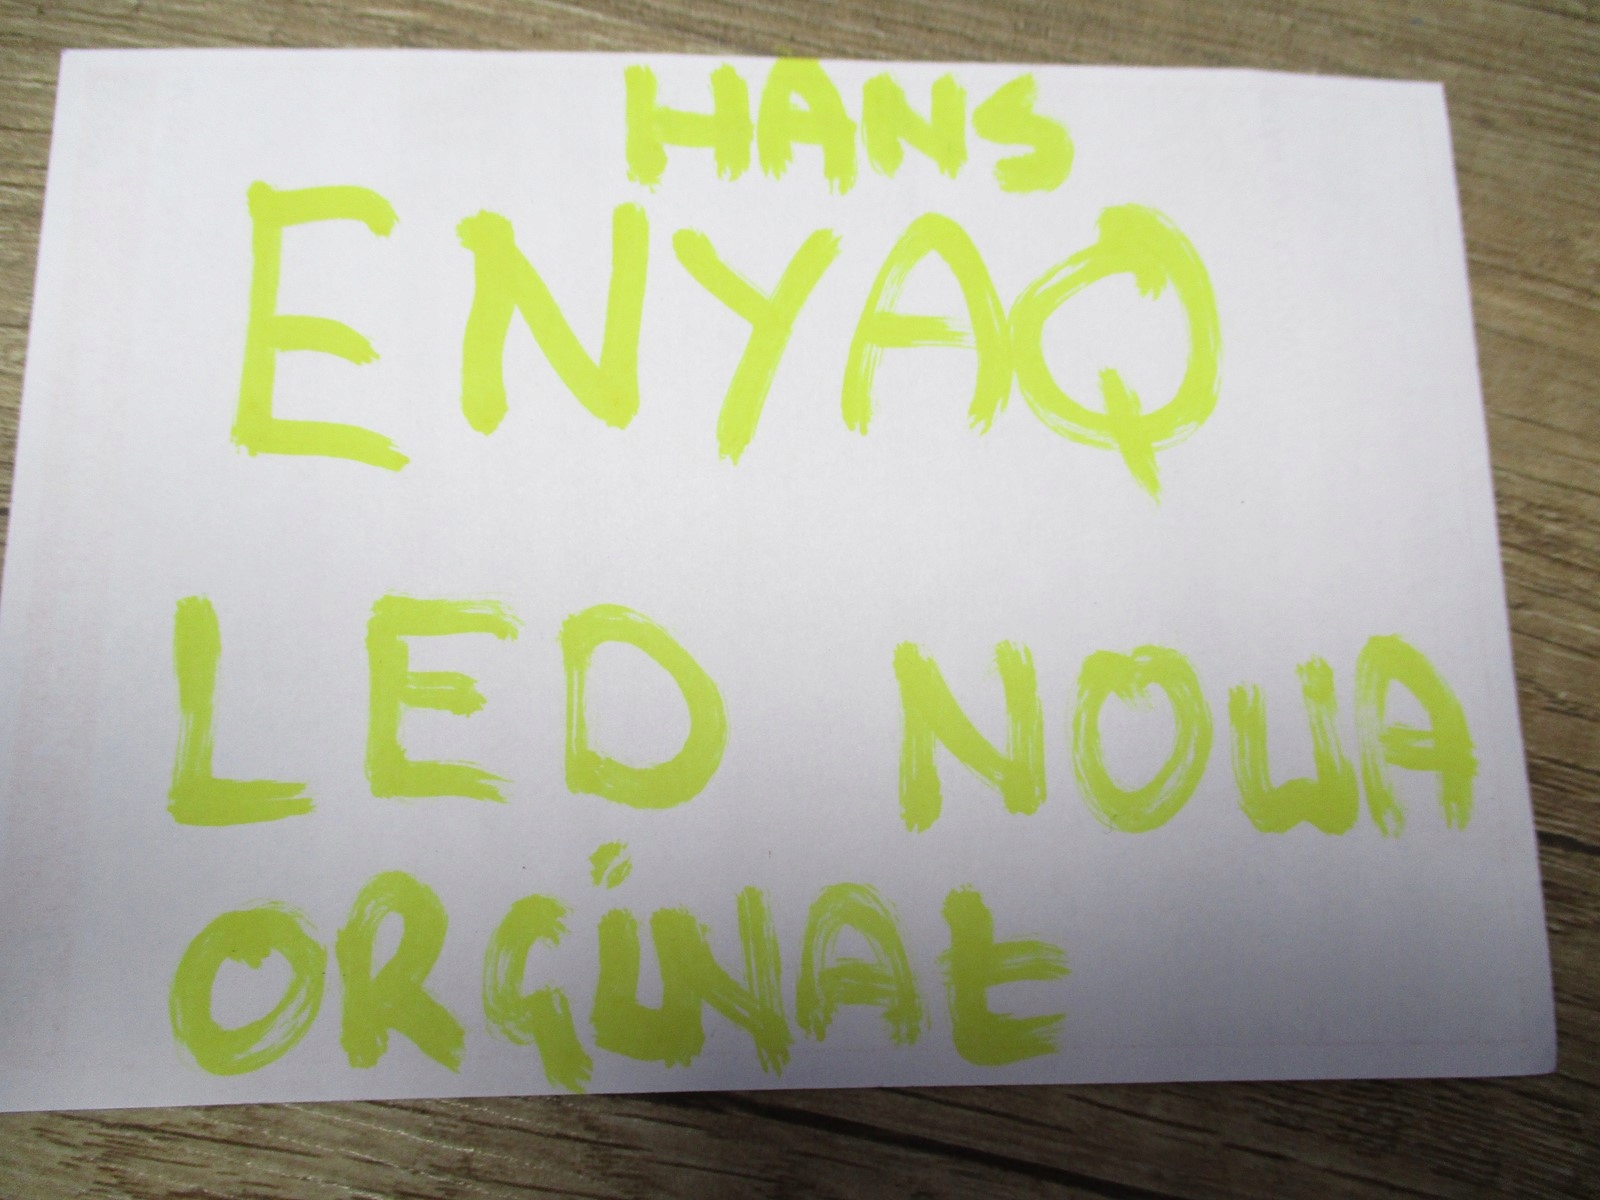 HANS
ENYAQ
LED NOWA
ORGiNAŁ